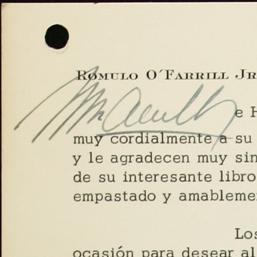 ROMULO O'FARRILL JR
e H
muy cordialmente a su
y le agradecen muy sin
de su interesante libro
empastado y amableme
Los
ocasión para desear al